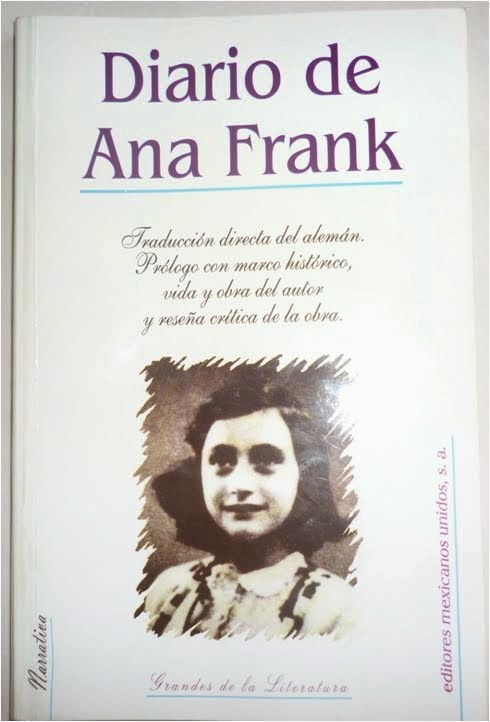 Diario de
Ana Frank
Traducción directa del alemán.
Prólogo con marco histórico,
vida y obra del autor
y reseña crítica de la obra.
editores mexicanos unidos, s. a.
Narrativa
Grandes de la Literatura